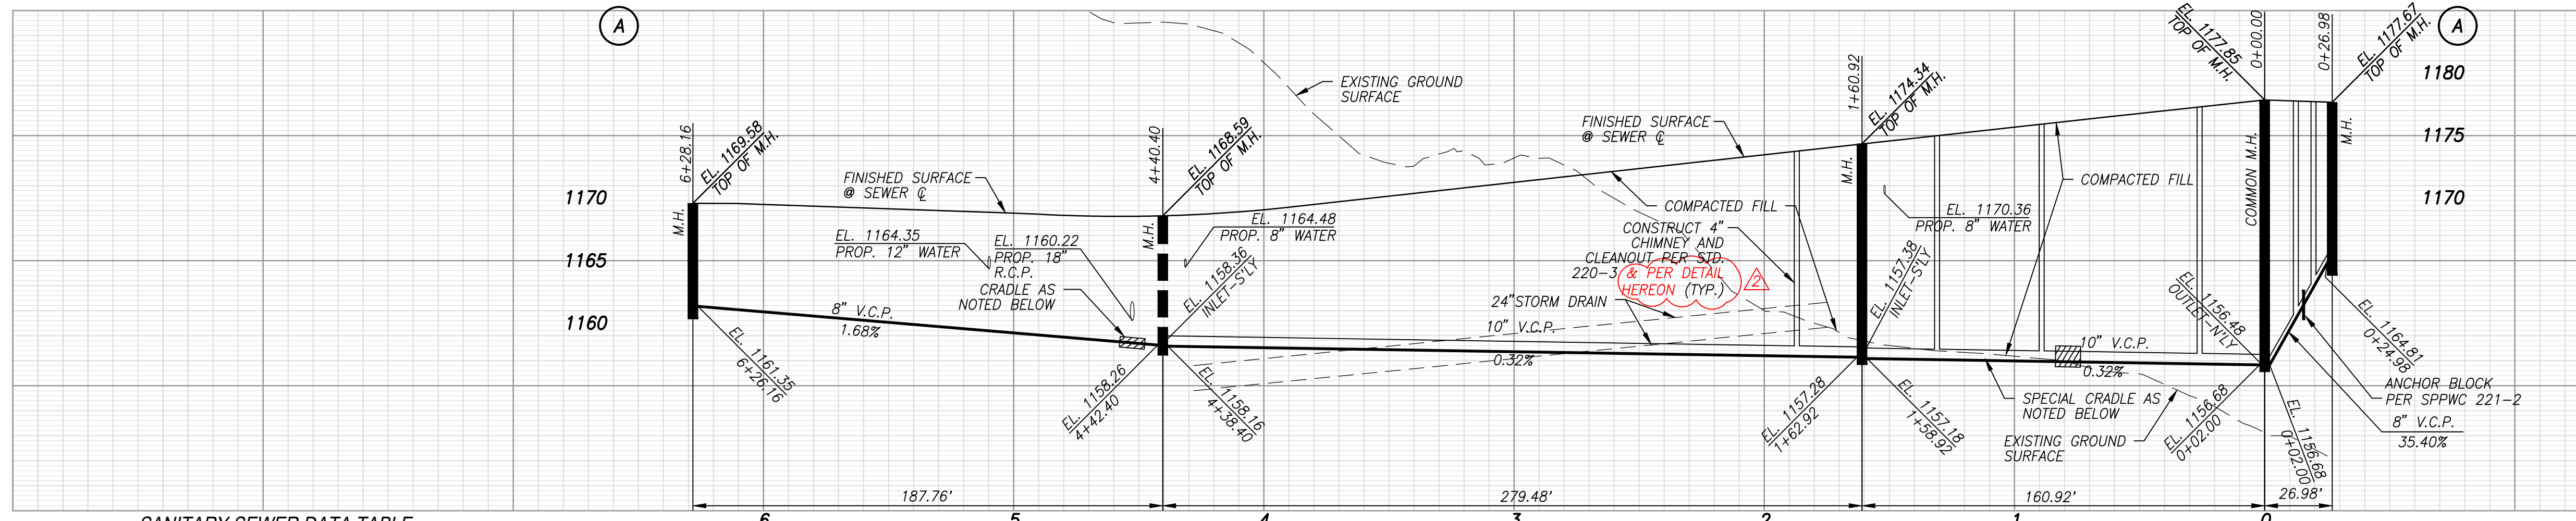 A
A
EL. 1177.85
TOP OF M.H.
0+00.00
0+26.98
EL. 1177.67
TOP OF M.H.
1180
1175
1170
1170
1165
1160
6+28.16
EL. 1169.58
TOP OF M.H.
M.H.
FINISHED SURFACE
@ SEWER ℄
4+40.40
EL. 1168.59
TOP OF M.H.
M.H.
EXISTING GROUND
SURFACE
EL. 1164.35
PROP. 12" WATER
EL. 1160.22
PROP. 18"
R.C.P.
CRADLE AS
NOTED BELOW
EL. 1164.48
PROP. 8" WATER
EL. 1158.36
INLET-S'LY
8" V.C.P.
1.68%
EL. 1161.35
6+26.16
EL. 1158.26
4+42.40
EL. 1158.16
4+38.40
FINISHED SURFACE
@ SEWER ℄
1+60.92
EL. 1174.34
TOP OF M.H.
M.H.
COMPACTED FILL
CONSTRUCT 4"
CHIMNEY AND
CLEANOUT PER STD.
220-3 & PER DETAIL
HEREON (TYP.)
2
24"STORM DRAIN
10" V.C.P.
0.32%
EL. 1157.38
INLET-S'LY
EL. 1170.36
PROP. 8" WATER
COMPACTED FILL
COMMON M.H.
M.H.
EL. 1156.48
OUTLET-N'LY
10" V.C.P.
0.32%
EL. 1157.28
1+62.92
EL. 1157.18
1+58.92
SPECIAL CRADLE AS
NOTED BELOW
EXISTING GROUND
SURFACE
EL. 1156.68
0+02.00
EL. 1156.68
0+02.00
EL. 1164.81
0+24.98
ANCHOR BLOCK
PER SPPWC 221-2
8" V.C.P.
35.40%
187.76'
279.48'
160.92'
26.98'
SANITARY SEWER DATA TABLE
6
5
4
3
2
1
0